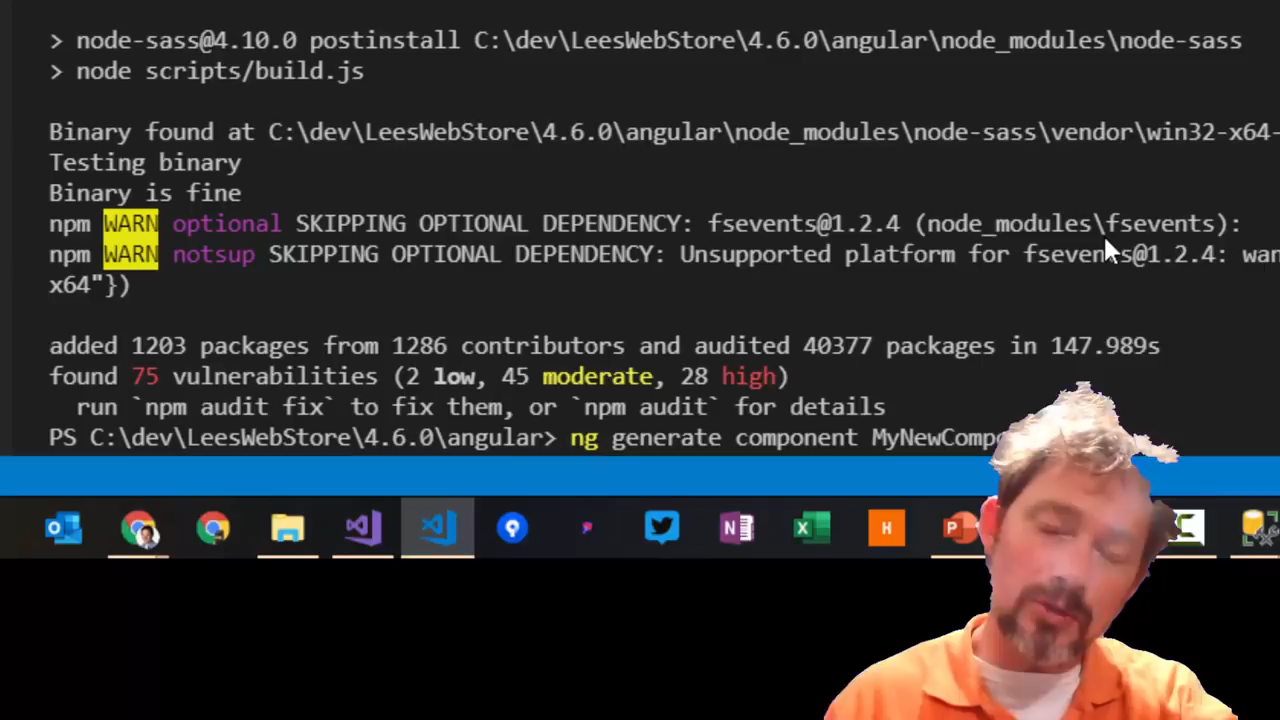 > node-sass@4.10.0 postinstall C:\dev\LeesWebStore\4.6.0\angular\node_modules\node-sass
> node scripts/build.js
Binary found at C:\dev\LeesWebStore\4.6.0\angular\node_modules\node-sass\vendor\win32-x64-
Testing binary
Binary is fine
npm WARN optional SKIPPING OPTIONAL DEPENDENCY: fsevents@1.2.4 (node_modules\fsevents):
npm WARN notsup SKIPPING OPTIONAL DEPENDENCY: Unsupported platform for fsevents@1.2.4:
x64"})
added 1203 packages from 1286 contributors and audited 40377 packages in 147.989s
found 75 vulnerabilities (2 low, 45 moderate, 28 high)
run `npm audit fix` to fix them, or `npm audit` for details
PS C:\dev\LeesWebStore\4.6.0\angular> ng generate component